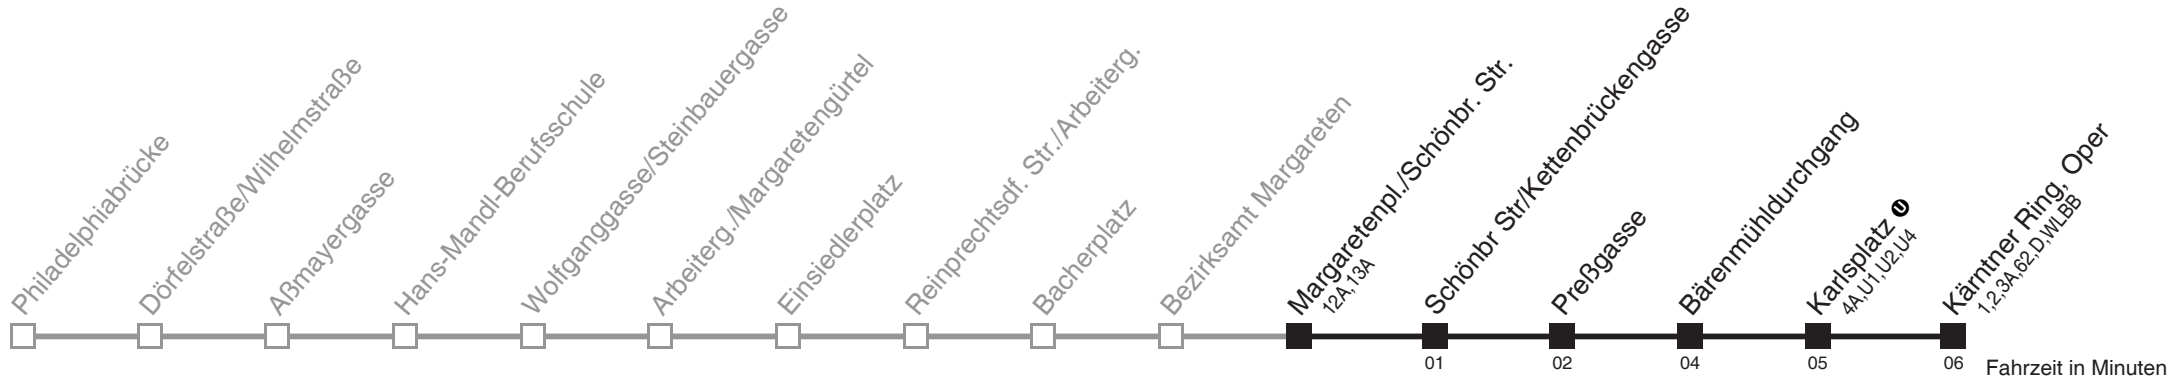 Philadelphiabrücke
Dörfelstraße/Wilhelmstraße
Aßmayergasse
Hans-Mandl-Berufsschule
Wolfganggasse/Steinbauergasse
Arbeiterg./Margaretengürtel
Einsiedlerplatz
Reinprechtsdf. Str./Arbeiterg.
Bacherplatz
Bezirksamt Margareten
Margaretenpl./Schönbr. Str.
12A,13A
Schönbr Str/Kettenbrückengasse
Preßgasse
Bärenmühldurchgang
Karlsplatz U
4A,U1,U2,U4
Kärntner Ring, Oper
1,2,3A,62,D,WLBB
01 02 04 05 06 Fahrzeit in Minuten